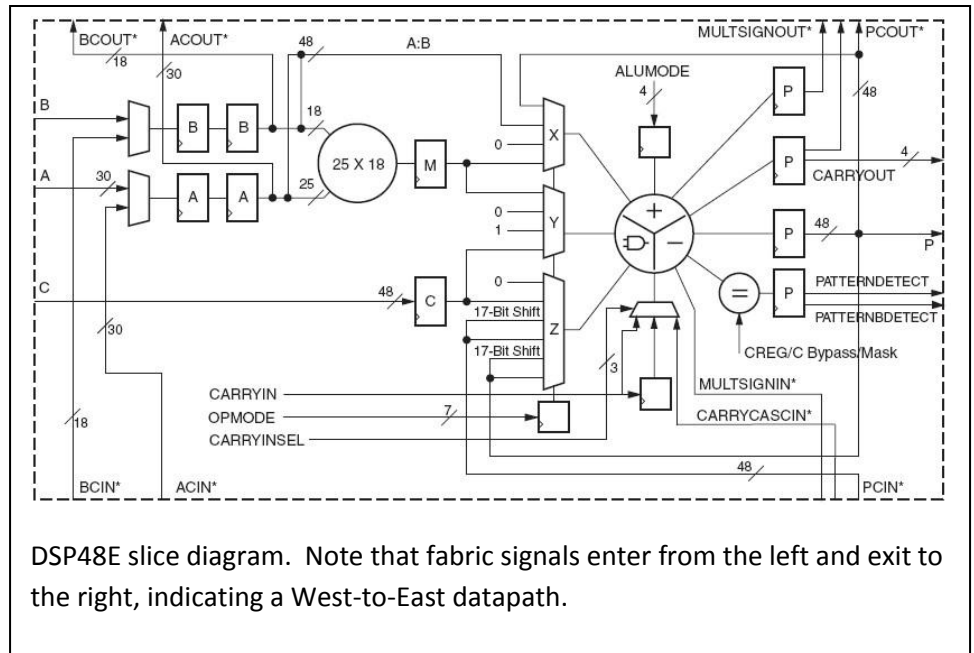 BCOUT* ACOUT* 48 A:B MULTSIGNOUT* PCOUT*
18 30 ALUMODE 4 48
B 18 B B X 0 P
A 30 A A 25 25 X 18 M P 4
CARRYOUT
0 1 Y + − P 48 P
C 48 C 0 = P PATTERNDETECT
17-Bit Shift Z PATTERNBDETECT
30 17-Bit Shift CREG/C Bypass/Mask
3
CARRYIN MULTSIGNIN*
OPMODE 7 CARRYCASCIN*
18 CARRYINSEL
48
BCIN* ACIN* PCIN*
DSP48E slice diagram. Note that fabric signals enter from the left and exit to
the right, indicating a West-to-East datapath.